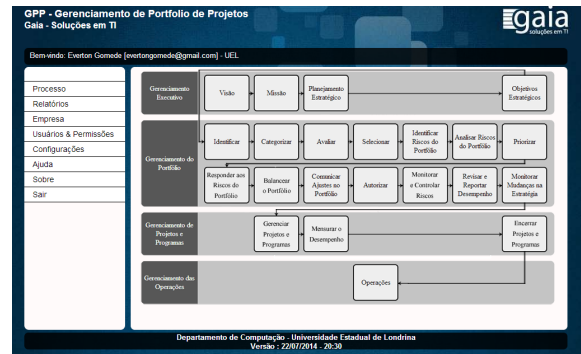 GPP - Gerenciamento de Portfolio de Projetos
Gaia - Soluções em TI
gaia
soluções em TI
Bem-vindo: Everton Gomede [evertongomede@gmail.com] - UEL
Processo
Relatórios
Empresa
Usuários & Permissões
Configurações
Ajuda
Sobre
Sair
Gerenciamento
Executivo
Visão
Missão
Planejamento
Estratégico
Objetivos
Estratégicos
Gerenciamento do
Portfólio
Identificar
Categorizar
Avaliar
Selecionar
Identificar
Riscos do
Portfólio
Analisar Riscos
do Portfólio
Priorizar
Responder aos
Riscos do
Portfólio
Balancear
o Portfólio
Comunicar
Ajustes no
Portfólio
Autorizar
Monitorar
e Controlar
Riscos
Revisar e
Reportar
Desempenho
Monitorar
Mudanças na
Estratégia
Gerenciamento de
Projetos e
Programas
Gerenciar
Projetos e
Programas
Mensurar o
Desempenho
Encerrar
Projetos e
Programas
Gerenciamento das
Operações
Operações
Departamento de Computação - Universidade Estadual de Londrina
Versão : 22/07/2014 - 20:30